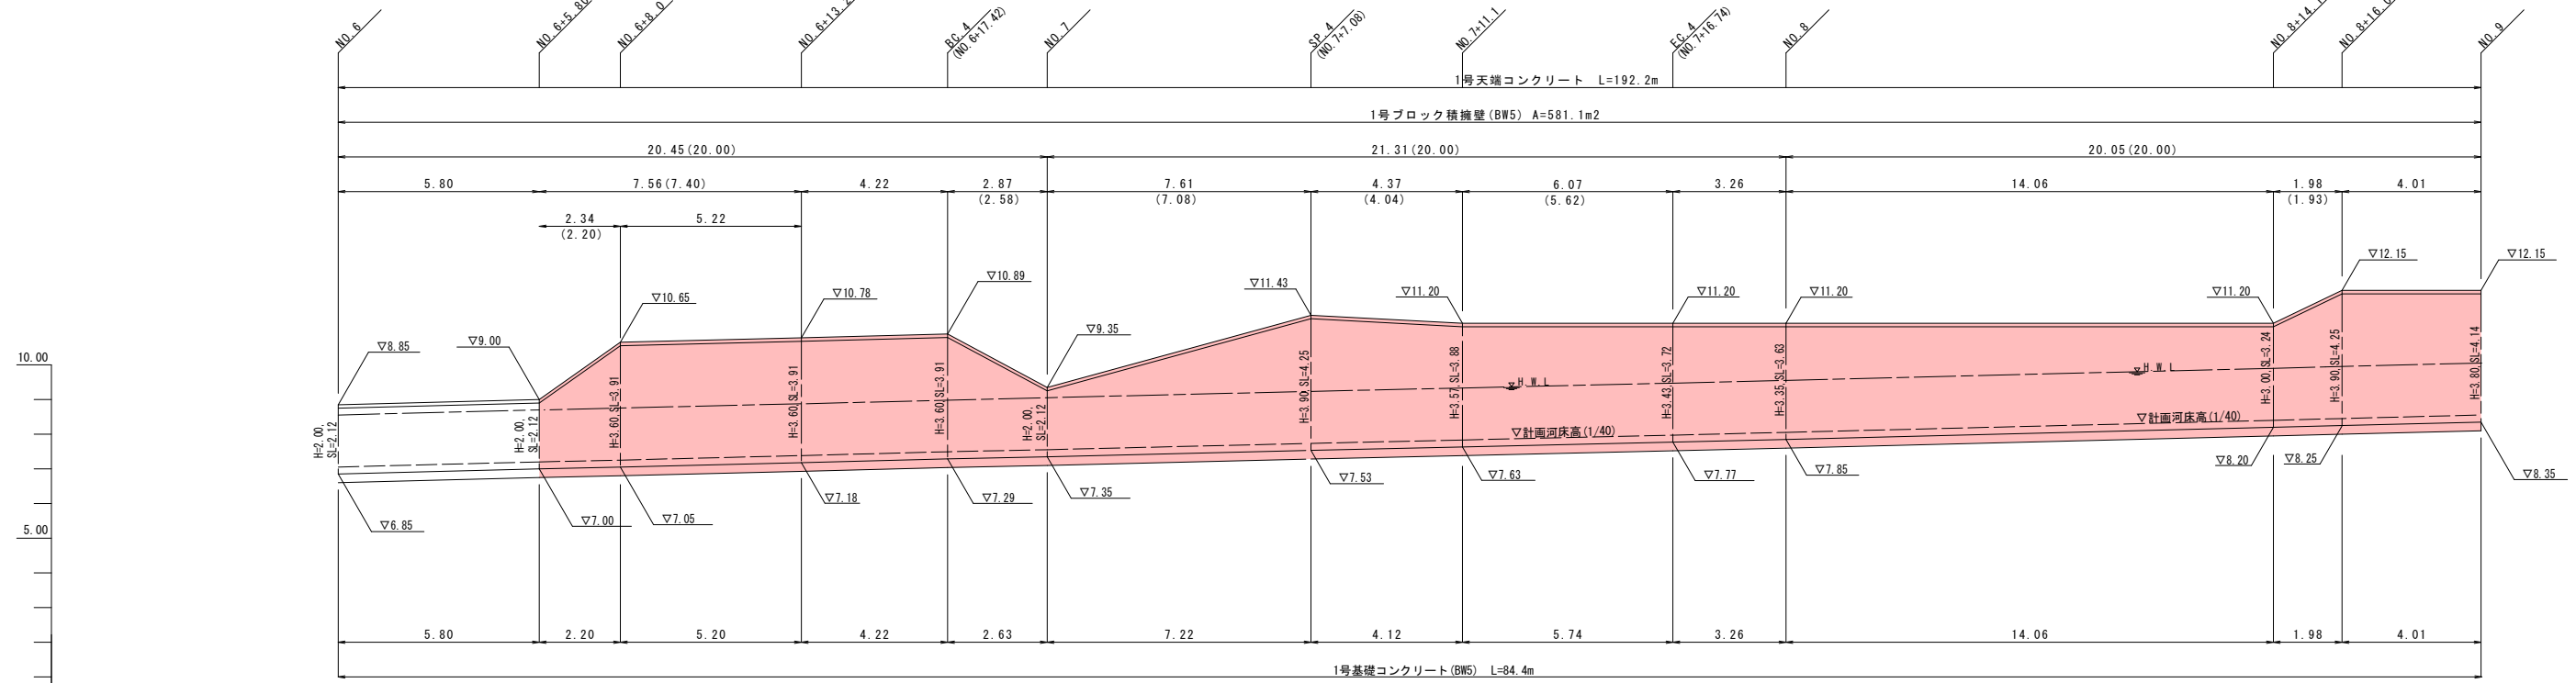 NO.6
NO.6+5.80
NO.6+8.0
NO.6+13.2
BC.4
(NO.6+17.42)
NO.7
SP.4
(NO.7+7.08)
NO.7+11.1
EC.4
(NO.7+16.74)
NO.8
NO.8+14.1
NO.8+16.0
NO.9
1号天端コンクリート L=192.2m
1号ブロック積擁壁(BW5) A=581.1m2
20.45(20.00)
21.31(20.00)
20.05(20.00)
5.80
7.56(7.40)
4.22
2.87
(2.58)
7.61
(7.08)
4.37
(4.04)
6.07
(5.62)
3.26
14.06
1.98
(1.93)
4.01
2.34
(2.20)
5.22
▽8.85
▽9.00
▽10.65
▽10.78
▽10.89
▽9.35
▽11.43
▽11.20
▽11.20
▽11.20
▽11.20
▽12.15
▽12.15
10.00
5.00
H=2.00,
SL=2.12
H=2.00,
SL=2.12
H=3.60,SL=3.91
H=3.60,SL=3.91
H=3.60,SL=3.91
H=2.00,
SL=2.12
H=3.90,SL=4.25
H=3.57,SL=3.88
H=3.43,SL=3.72
H=3.35,SL=3.63
H=3.00,SL=3.24
H=3.90,SL=4.25
H=3.80,SL=4.14
H.W.L
H.W.L
▽計画河床高(1/40)
▽計画河床高(1/40)
▽6.85
▽7.00
▽7.05
▽7.18
▽7.29
▽7.35
▽7.53
▽7.63
▽7.77
▽7.85
▽8.20
▽8.25
▽8.35
5.80
2.20
5.20
4.22
2.63
7.22
4.12
5.74
3.26
14.06
1.98
4.01
1号基礎コンクリート(BW5) L=84.4m